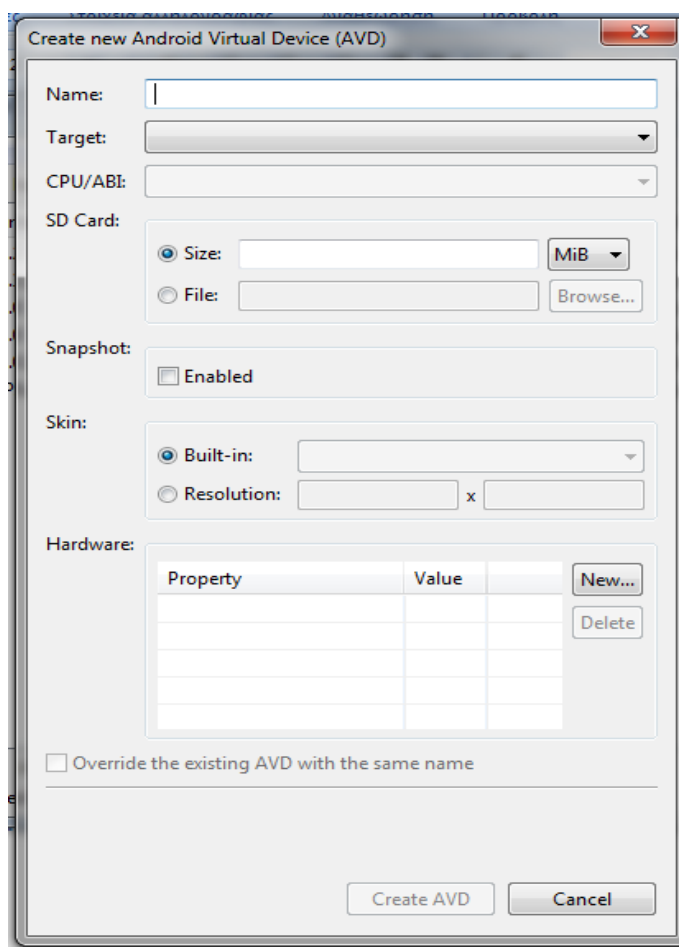 Create new Android Virtual Device (AVD)
Name:
Target:
CPU/ABI:
SD Card:
Size: MiB
File: Browse...
Snapshot:
Enabled
Skin:
Built-in:
Resolution: x
Hardware:
Property Value New...
Delete
Override the existing AVD with the same name
Create AVD Cancel